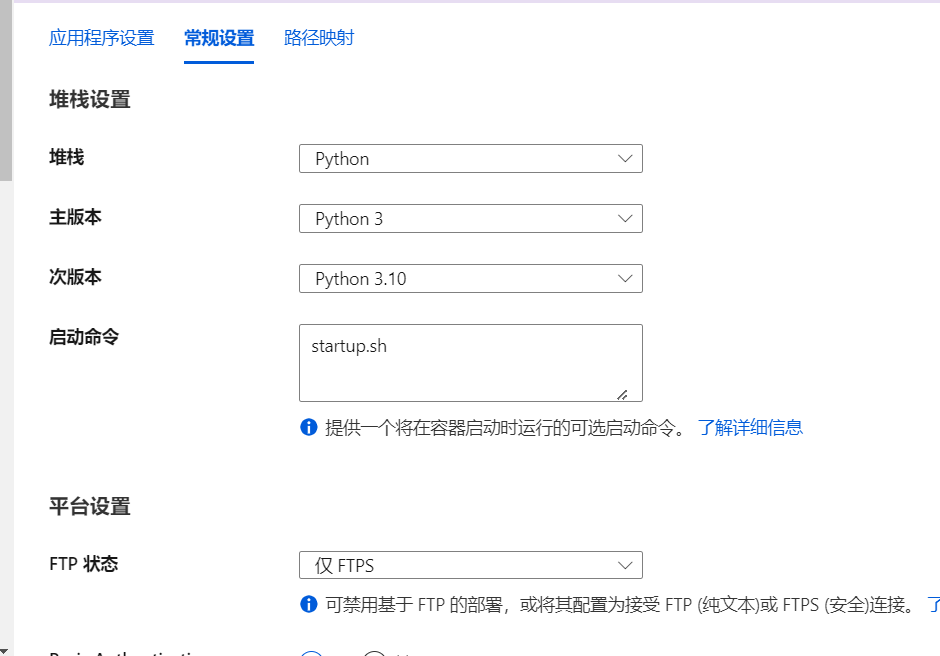 应用程序设置 常规设置 路径映射
堆栈设置
堆栈 Python
主版本 Python 3
次版本 Python 3.10
启动命令 startup.sh
提供一个将在容器启动时运行的可选启动命令。 了解详细信息
平台设置
FTP 状态 仅 FTPS
可禁用基于 FTP 的部署，或将其配置为接受 FTP (纯文本)或 FTPS (安全)连接。 了